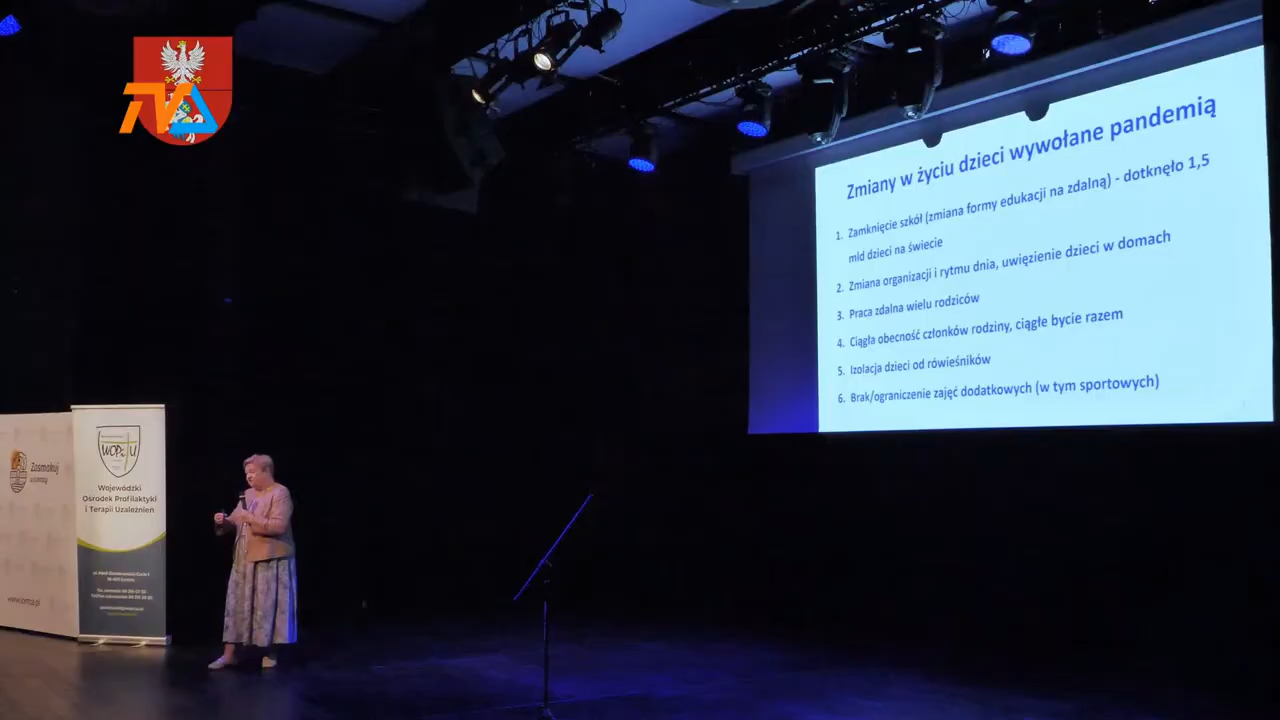 TVŁ
Zmiany w życiu dzieci wywołane pandemią
1. Zamknięcie szkół (zmiana formy edukacji na zdalną) - dotknęło 1,5
mld dzieci na świecie
2. Zmiana organizacji i rytmu dnia, uwięzienie dzieci w domach
3. Praca zdalna wielu rodziców
4. Ciągła obecność członków rodziny, ciągłe bycie razem
5. Izolacja dzieci od rówieśników
6. Brak/ograniczenie zajęć dodatkowych (w tym sportowych)
Zasmakuj
WOPiTU
Wojewódzki
Ośrodek Profilaktyki
i Terapii Uzależnień